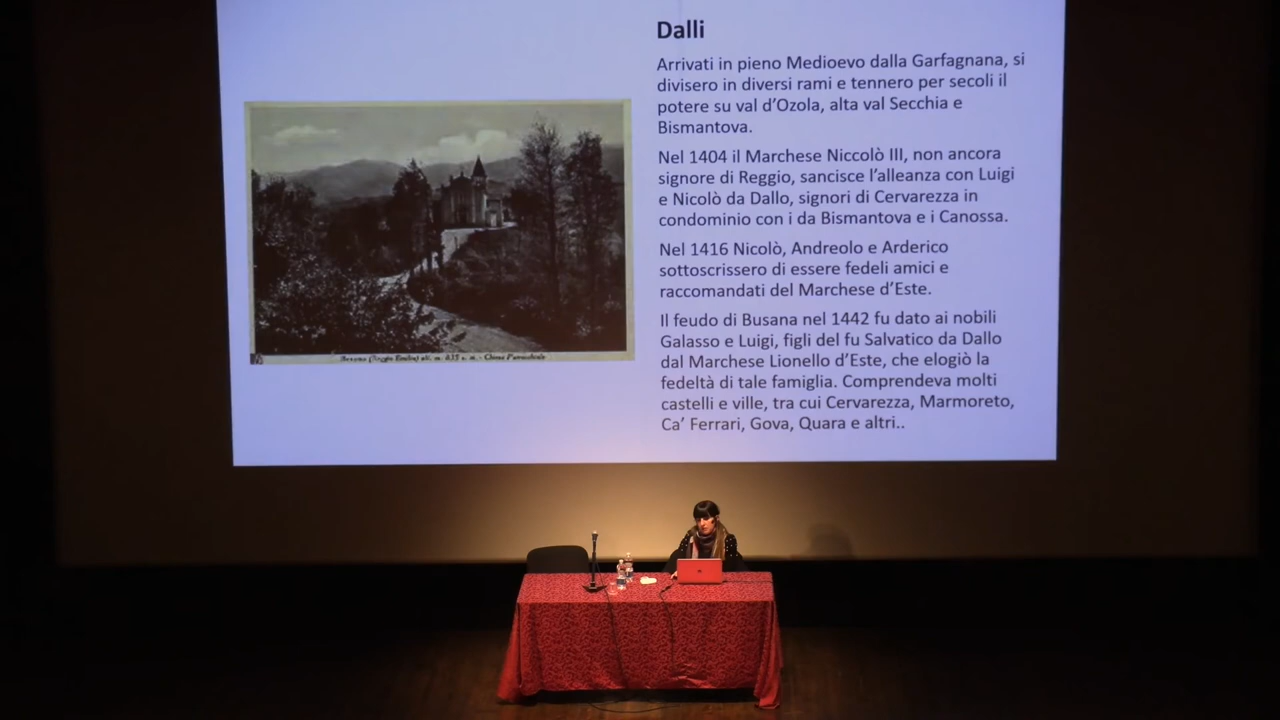 Dalli
Arrivati in pieno Medioevo dalla Garfagnana, si
divisero in diversi rami e tennero per secoli il
potere su val d’Ozola, alta val Secchia e
Bismantova.
Nel 1404 il Marchese Niccolò III, non ancora
signore di Reggio, sancisce l’alleanza con Luigi
e Nicolò da Dallo, signori di Cervarezza in
condominio con i da Bismantova e i Canossa.
Nel 1416 Nicolò, Andreolo e Arderico
sottoscrissero di essere fedeli amici e
raccomandati del Marchese d’Este.
Il feudo di Busana nel 1442 fu dato ai nobili
Galasso e Luigi, figli del fu Salvatico da Dallo
dal Marchese Lionello d’Este, che elogiò la
fedeltà di tale famiglia. Comprendeva molti
castelli e ville, tra cui Cervarezza, Marmoreto,
Ca’ Ferrari, Gova, Quara e altri..
(Reggio Emilia) alt. m. s. m. - Chiesa Parrocchiale